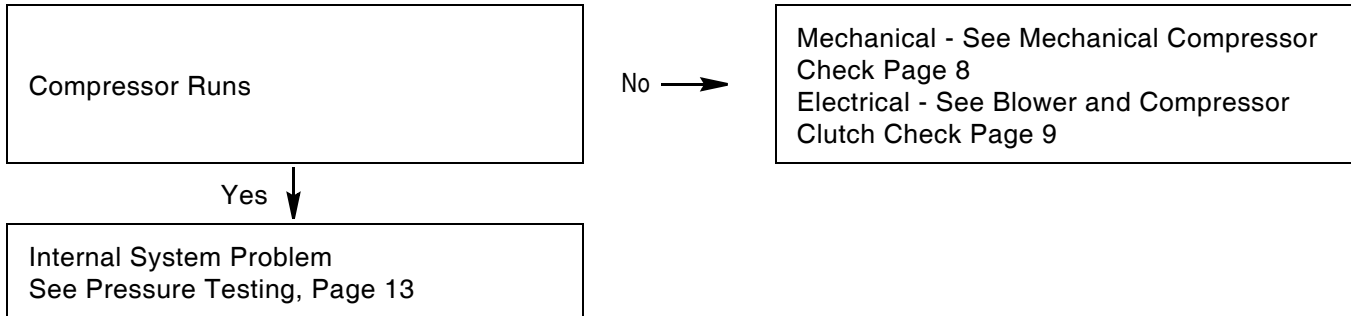 Compressor Runs
No
Mechanical - See Mechanical Compressor
Check Page 8
Electrical - See Blower and Compressor
Clutch Check Page 9
Yes
Internal System Problem
See Pressure Testing, Page 13